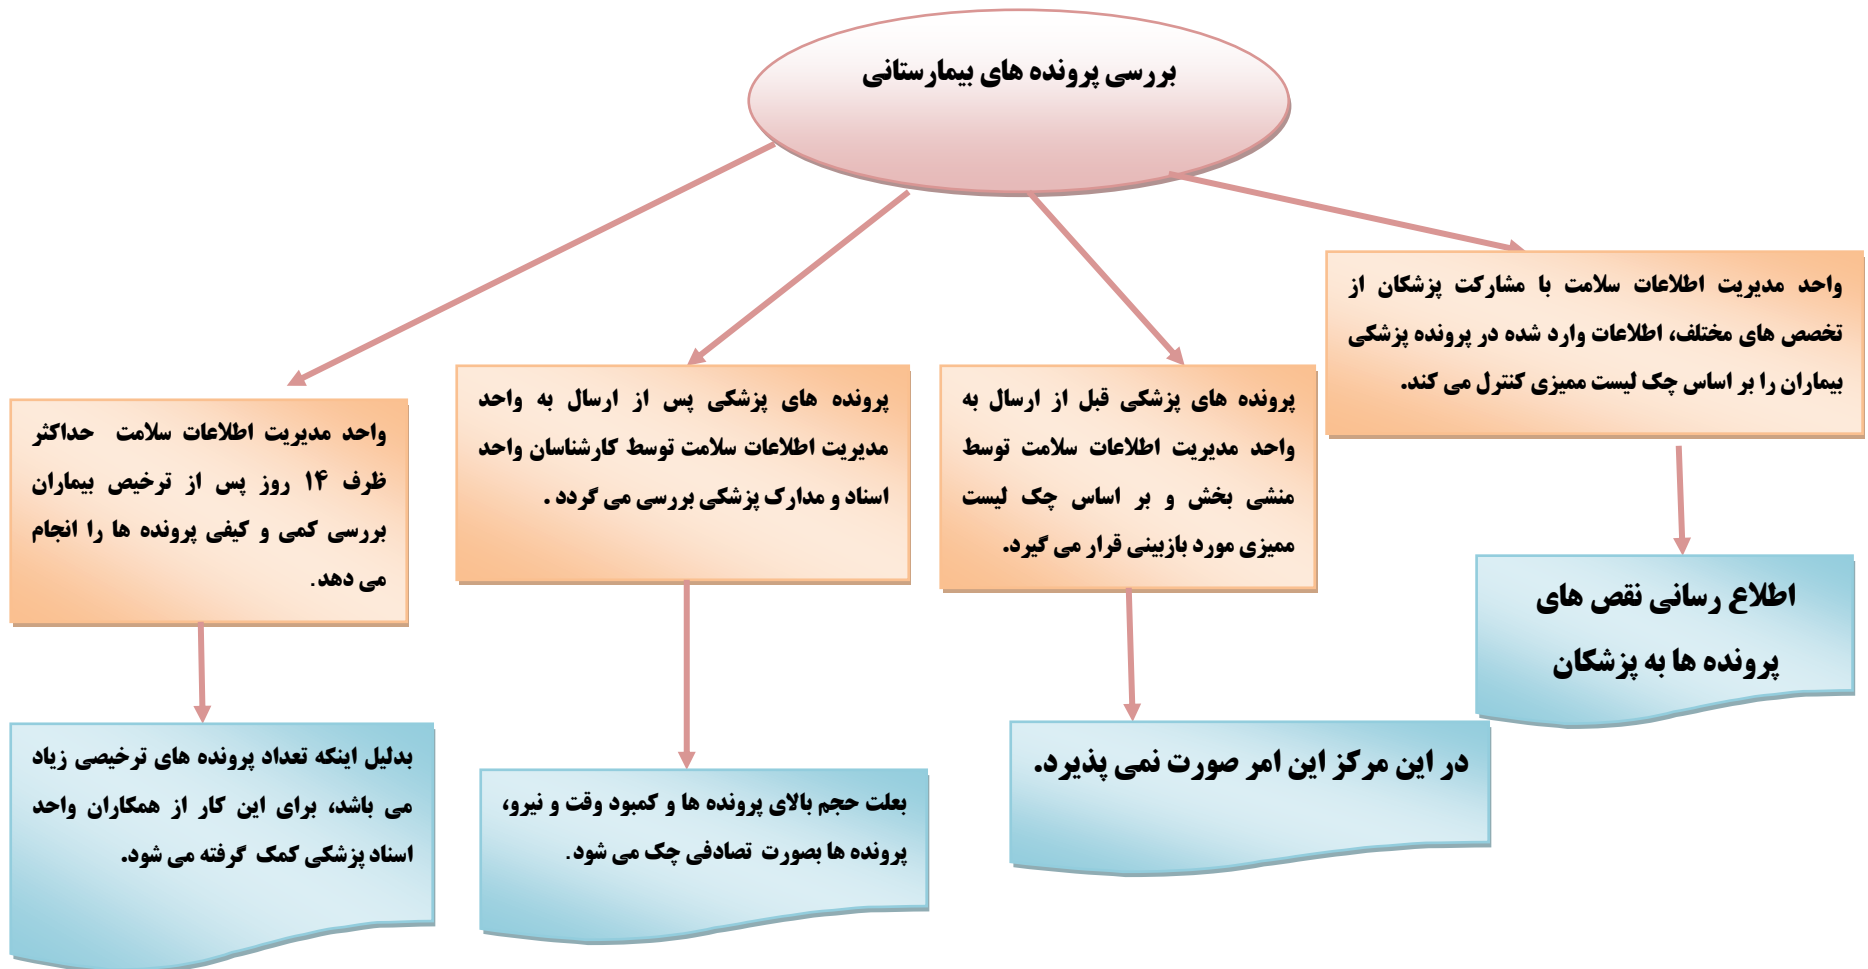 بررسی پرونده های بیمارستانی
واحد مدیریت اطلاعات سلامت با مشارکت پزشکان از
تخصص های مختلف، اطلاعات وارد شده در پرونده پزشکی
بیماران را بر اساس چک لیست ممیزی کنترل می کند.
پرونده های پزشکی قبل از ارسال به
واحد مدیریت اطلاعات سلامت توسط
منشی بخش و بر اساس چک لیست
ممیزی مورد بازبینی قرار می گیرد.
پرونده های پزشکی پس از ارسال به واحد
مدیریت اطلاعات سلامت توسط کارشناسان واحد
اسناد و مدارک پزشکی بررسی می گردد .
واحد مدیریت اطلاعات سلامت حداکثر
ظرف ۱۴ روز پس از ترخیص بیماران
بررسی کمی و کیفی پرونده ها را انجام
می دهد.
اطلاع رسانی نقص های
پرونده ها به پزشکان
در این مرکز این امر صورت نمی پذیرد.
بعلت حجم بالای پرونده ها و کمبود وقت و نیرو،
پرونده ها بصورت تصادفی چک می شود.
بدلیل اینکه تعداد پرونده های ترخیصی زیاد
می باشد، برای این کار از همکاران واحد
اسناد پزشکی کمک گرفته می شود.